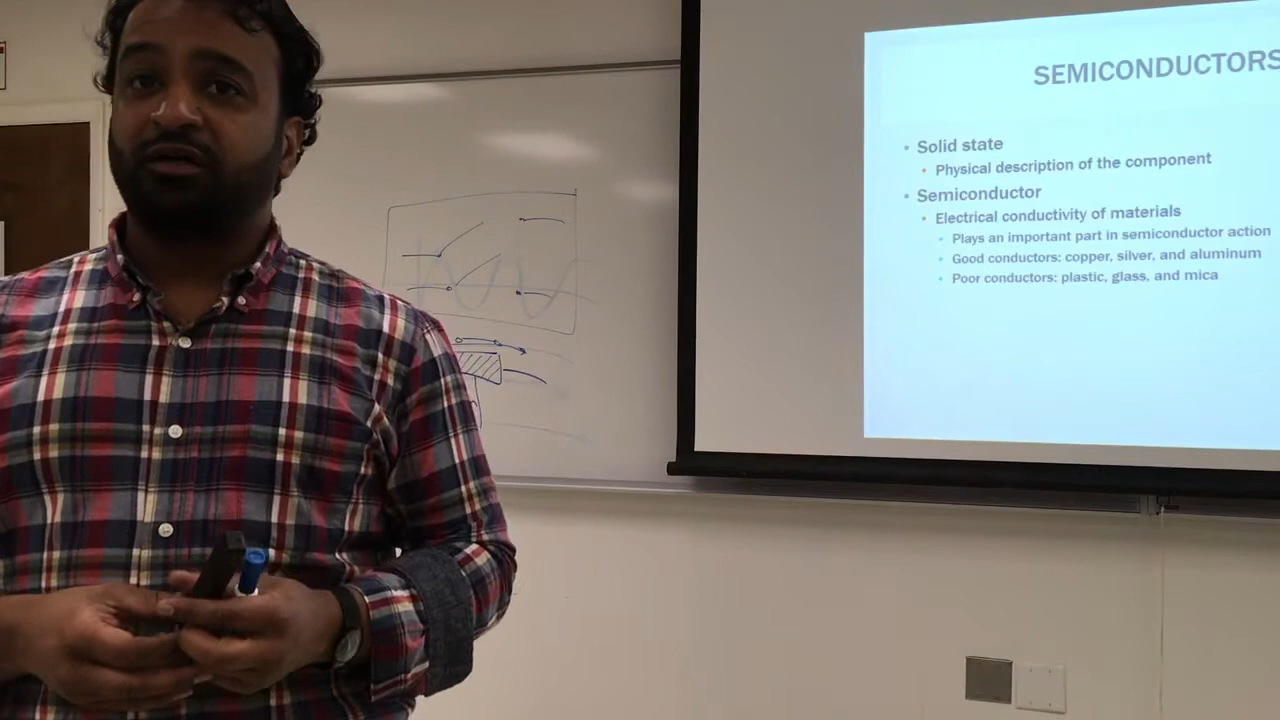 SEMICONDUCTORS
• Solid state
• Physical description of the component
• Semiconductor
• Electrical conductivity of materials
• Plays an important part in semiconductor action
• Good conductors: copper, silver, and aluminum
• Poor conductors: plastic, glass, and mica